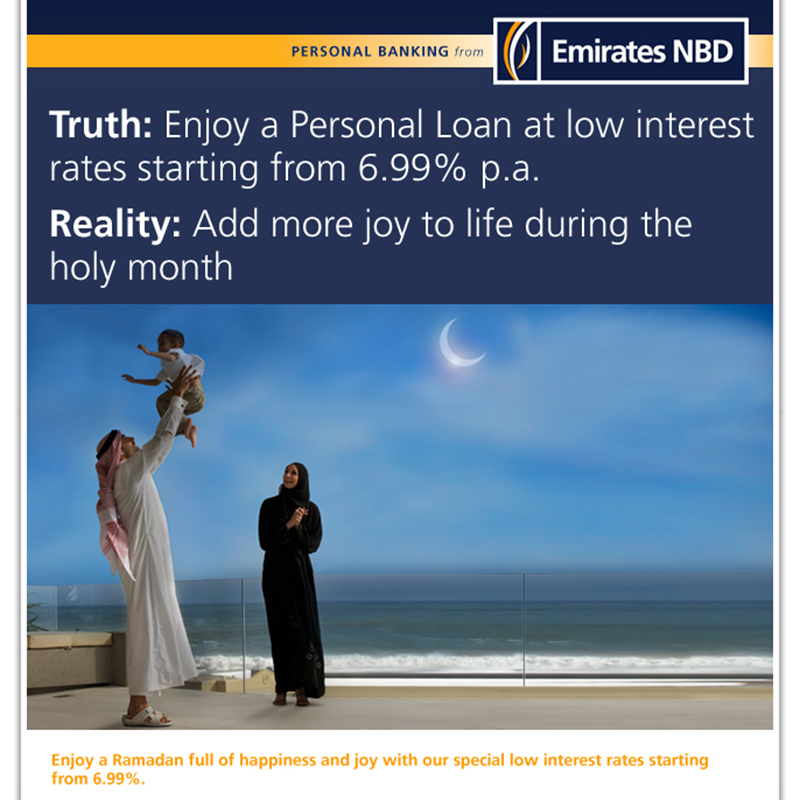 PERSONAL BANKING from
Emirates NBD
Truth: Enjoy a Personal Loan at low interest
rates starting from 6.99% p.a.
Reality: Add more joy to life during the
holy month
Enjoy a Ramadan full of happiness and joy with our special low interest rates starting
from 6.99%.